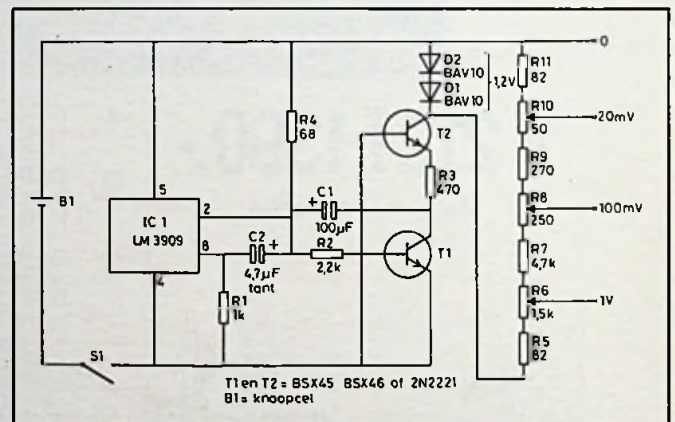 0
D2
BAV10
D1
BAV10
1,2V
R11
82
R10
50
20mV
R4
68
T2
R9
270
R3
470
B1
5
IC 1
LM 3909
2
8
4
C1
+
100µF
R8
250
100mV
C2
+
4,7µF
tant
R2
2,2k
T1
R7
4,7k
R1
1k
R6
1,5k
1V
R5
82
S1
T1 en T2 = BSX45 BSX46 of 2N2221
B1 = knoopcel